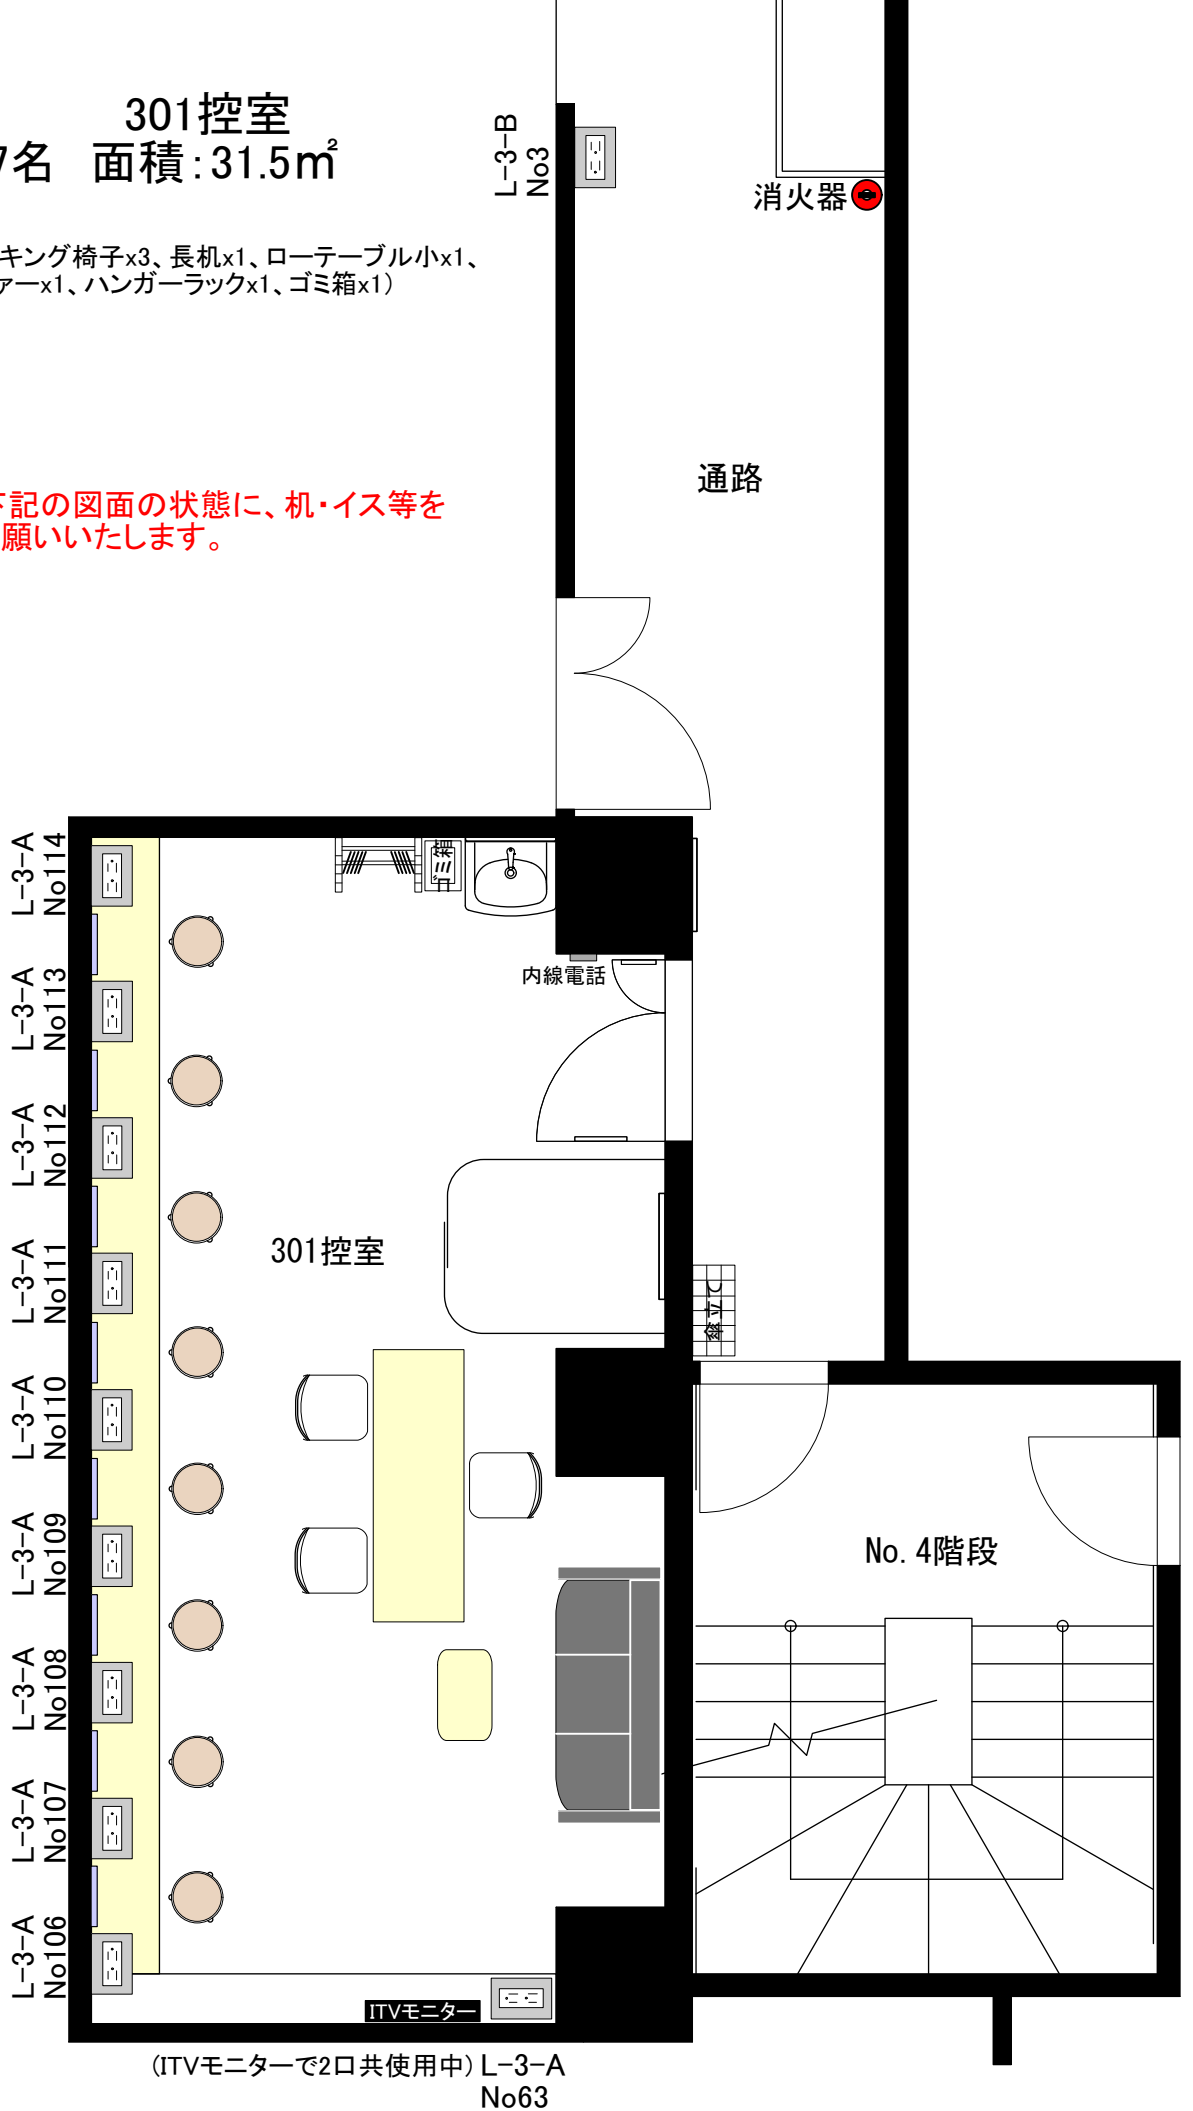 301控室
7名 面積:31.5㎡
L-3-B
No3
消火器
キング椅子x3、長机x1、ローテーブル小x1、
ァーx1、ハンガーラックx1、ゴミ箱x1)
通路
下記の図面の状態に、机・イス等を
願いいたします。
L-3-A
No114
ゴミ箱
内線電話
L-3-A
No113
L-3-A
No112
L-3-A
No111
301控室
傘立て
L-3-A
No110
L-3-A
No109
No.4階段
L-3-A
No108
L-3-A
No107
L-3-A
No106
ITVモニター
(ITVモニターで2口共使用中) L-3-A
No63